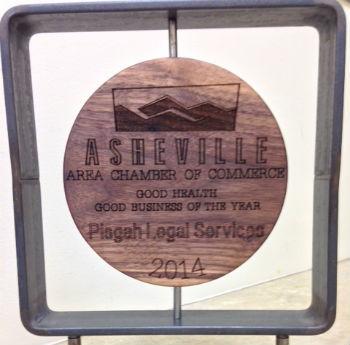 ASHEVILLE
AREA CHAMBER OF COMMERCE
GOOD HEALTH
GOOD BUSINESS OF THE YEAR
Pisgah Legal Services
2014